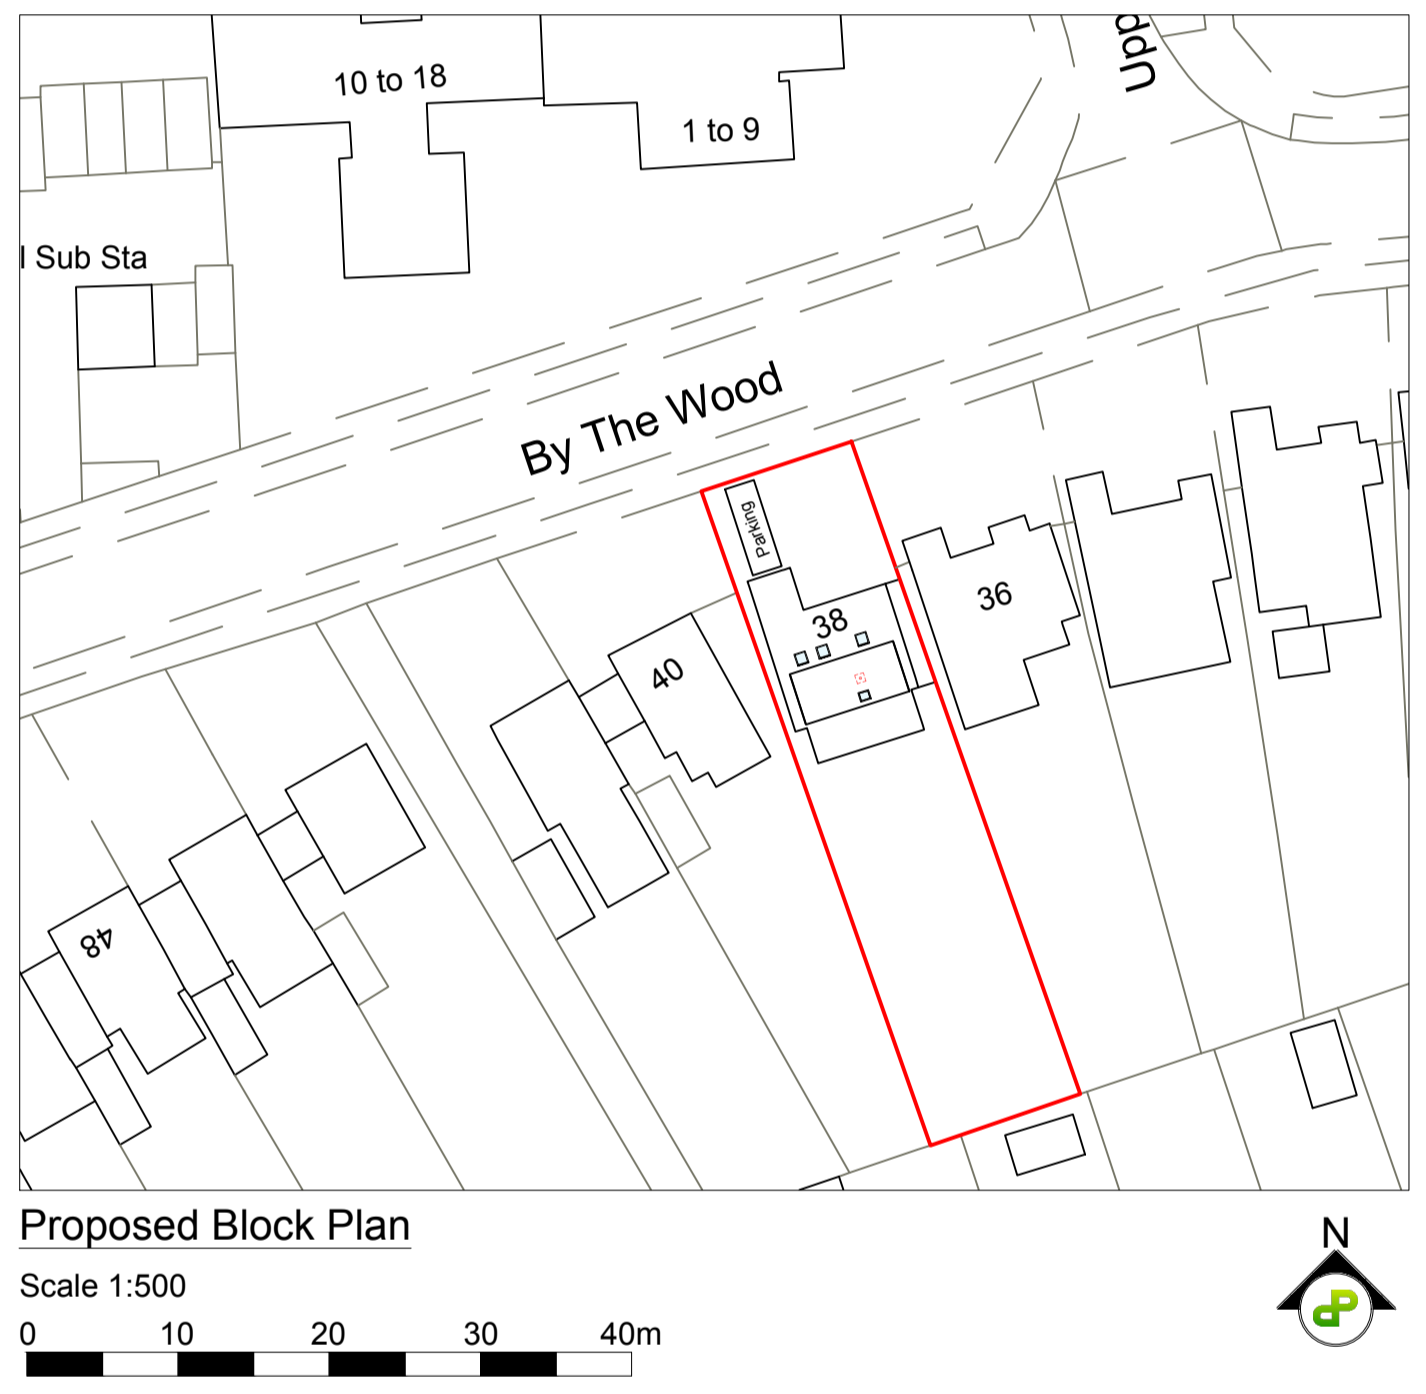 10 to 18
1 to 9
Upp
l Sub Sta
By The Wood
Parking
38
36
40
48
Proposed Block Plan
Scale 1:500
0 10 20 30 40m
N
dP